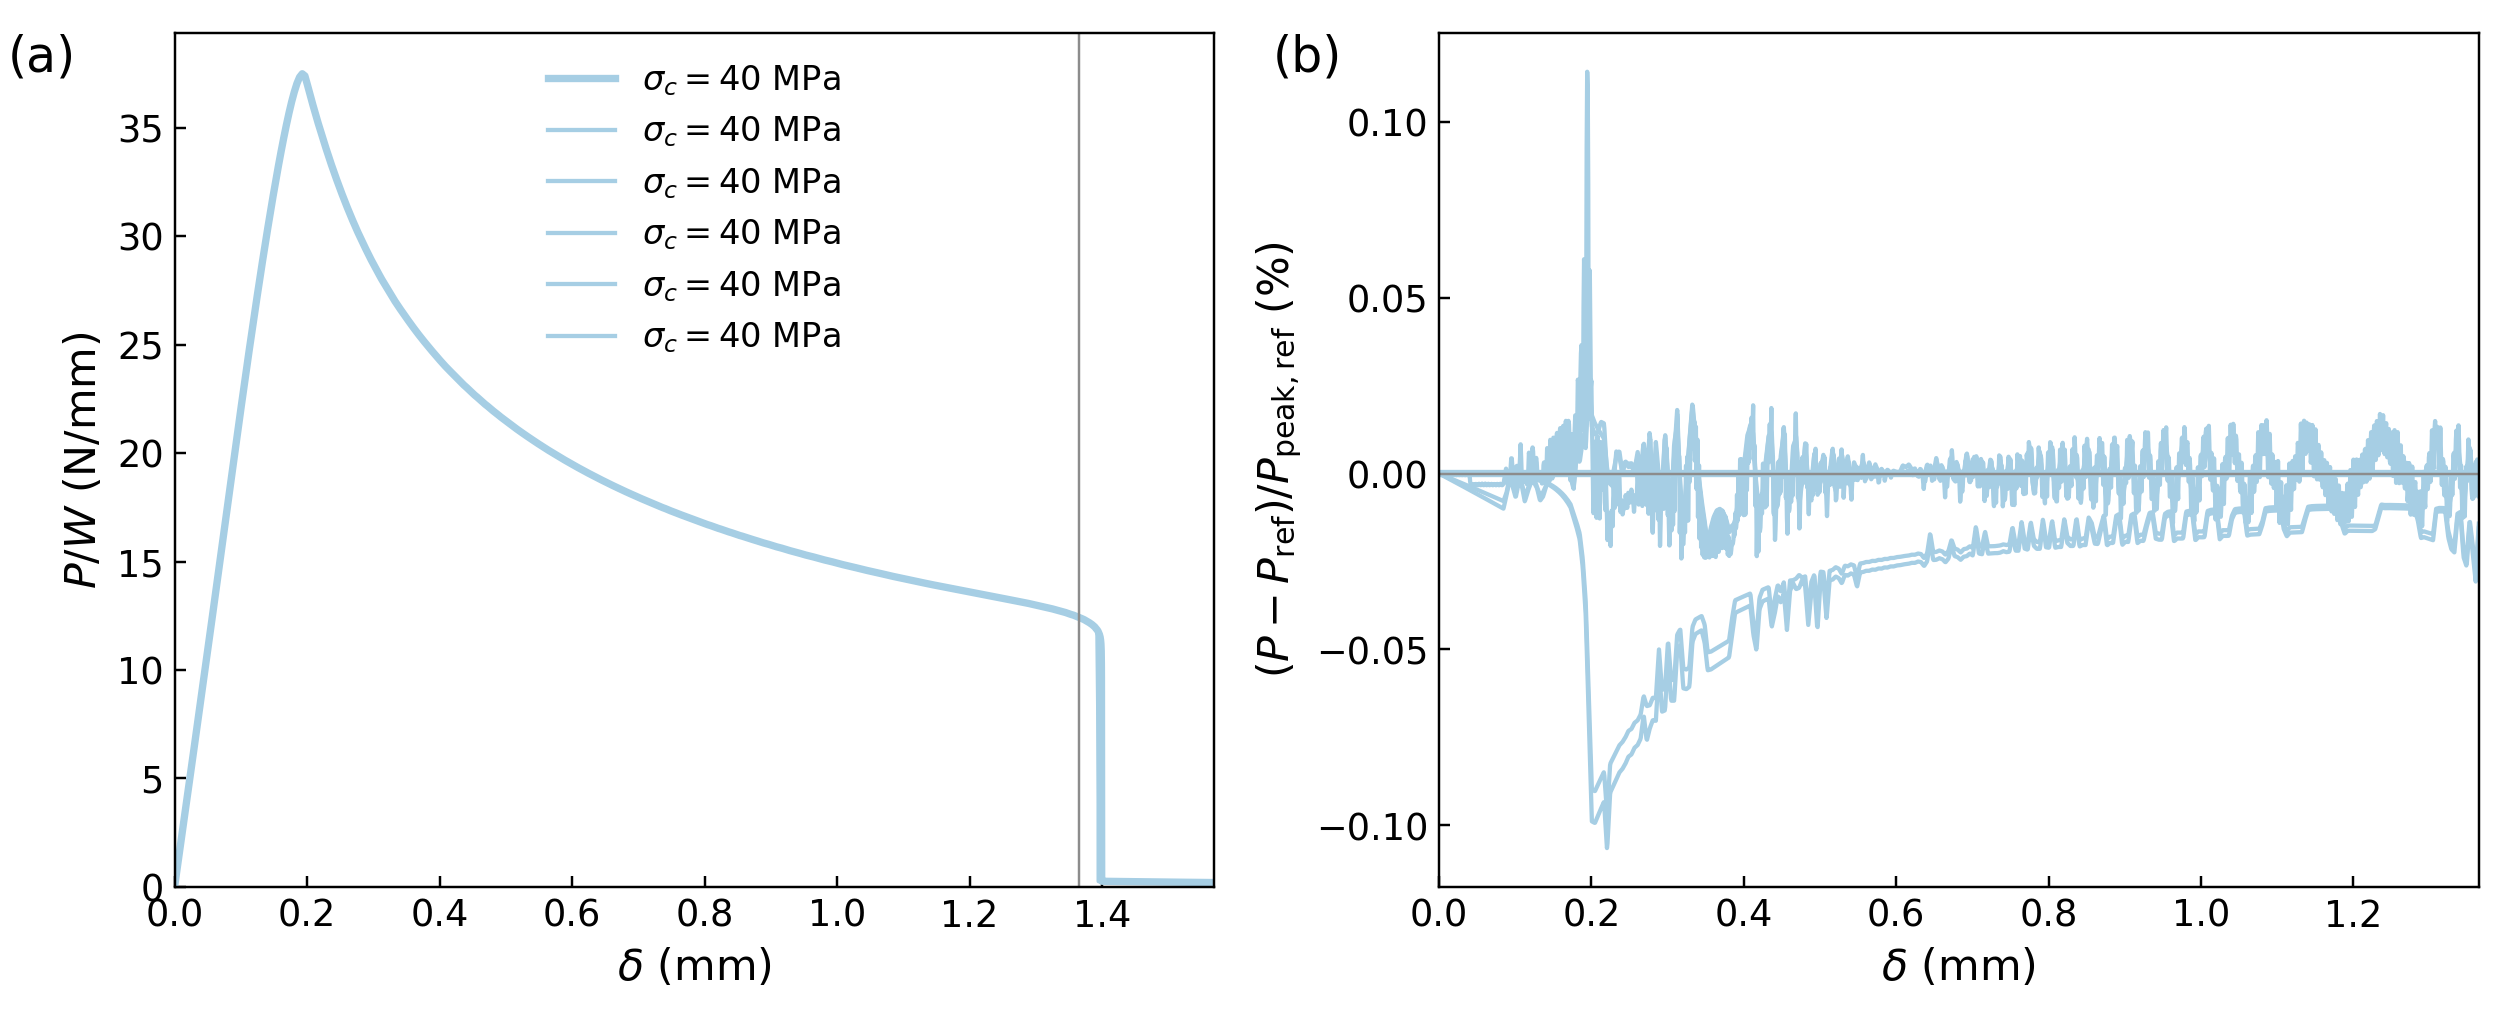 (a)
σc = 40 MPa
σc = 40 MPa
σc = 40 MPa
σc = 40 MPa
σc = 40 MPa
σc = 40 MPa
P/W (N/mm)
35
30
25
20
15
10
5
0
0.0 0.2 0.4 0.6 0.8 1.0 1.2 1.4
δ (mm)
(b)
(P − Pref)/Ppeak, ref (%)
0.10
0.05
0.00
−0.05
−0.10
0.0 0.2 0.4 0.6 0.8 1.0 1.2
δ (mm)